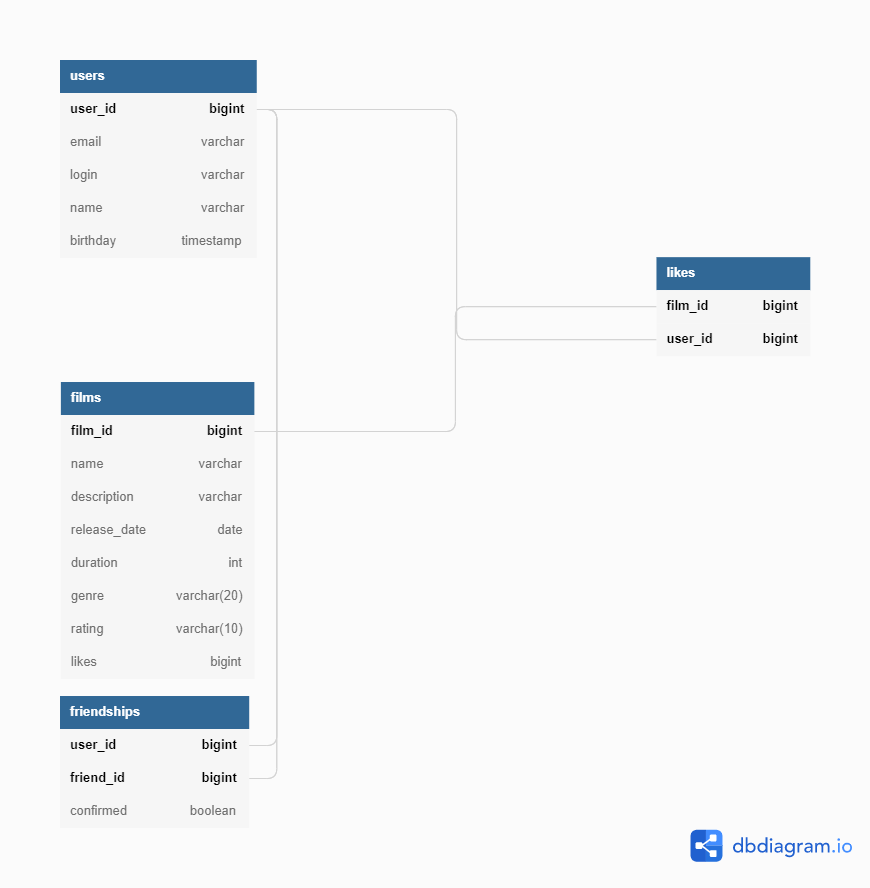 users
user_id bigint
email varchar
login varchar
name varchar
birthday timestamp
likes
film_id bigint
user_id bigint
films
film_id bigint
name varchar
description varchar
release_date date
duration int
genre varchar(20)
rating varchar(10)
likes bigint
friendships
user_id bigint
friend_id bigint
confirmed boolean
dbdiagram.io